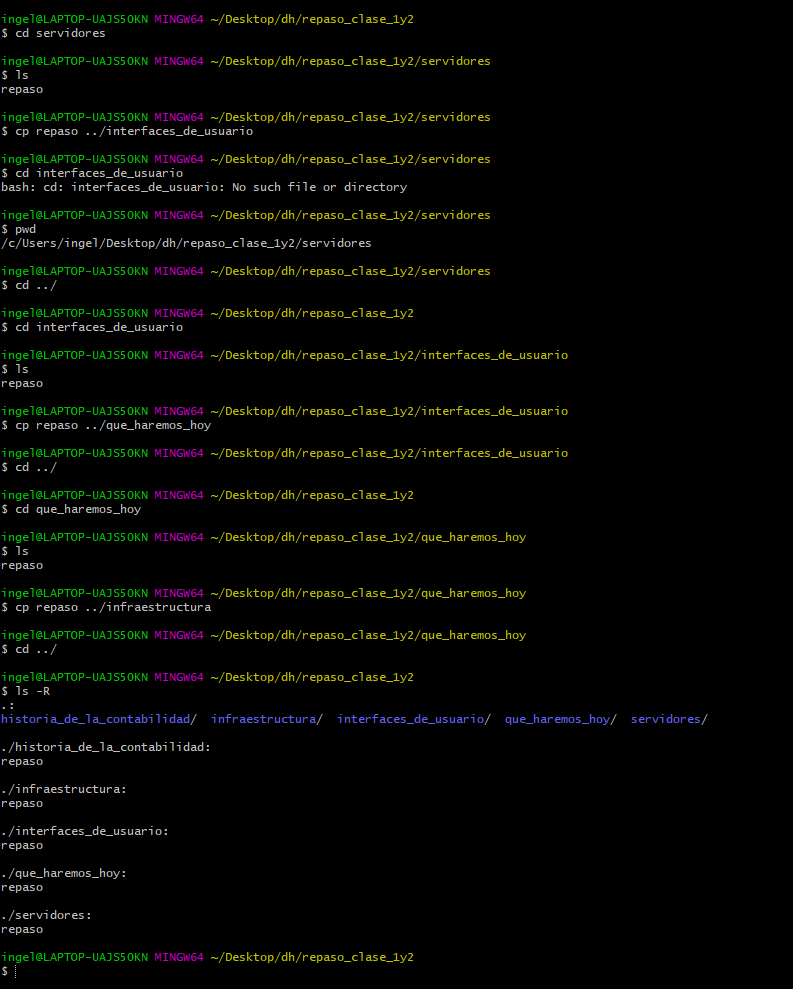 ingel@LAPTOP-UAJS5OKN MINGW64 ~/Desktop/dh/repaso_clase_1y2
$ cd servidores
ingel@LAPTOP-UAJS5OKN MINGW64 ~/Desktop/dh/repaso_clase_1y2/servidores
$ ls
repaso
ingel@LAPTOP-UAJS5OKN MINGW64 ~/Desktop/dh/repaso_clase_1y2/servidores
$ cp repaso ../interfaces_de_usuario
ingel@LAPTOP-UAJS5OKN MINGW64 ~/Desktop/dh/repaso_clase_1y2/servidores
$ cd interfaces_de_usuario
bash: cd: interfaces_de_usuario: No such file or directory
ingel@LAPTOP-UAJS5OKN MINGW64 ~/Desktop/dh/repaso_clase_1y2/servidores
$ pwd
/c/Users/ingel/Desktop/dh/repaso_clase_1y2/servidores
ingel@LAPTOP-UAJS5OKN MINGW64 ~/Desktop/dh/repaso_clase_1y2/servidores
$ cd ../
ingel@LAPTOP-UAJS5OKN MINGW64 ~/Desktop/dh/repaso_clase_1y2
$ cd interfaces_de_usuario
ingel@LAPTOP-UAJS5OKN MINGW64 ~/Desktop/dh/repaso_clase_1y2/interfaces_de_usuario
$ ls
repaso
ingel@LAPTOP-UAJS5OKN MINGW64 ~/Desktop/dh/repaso_clase_1y2/interfaces_de_usuario
$ cp repaso ../que_haremos_hoy
ingel@LAPTOP-UAJS5OKN MINGW64 ~/Desktop/dh/repaso_clase_1y2/interfaces_de_usuario
$ cd ../
ingel@LAPTOP-UAJS5OKN MINGW64 ~/Desktop/dh/repaso_clase_1y2
$ cd que_haremos_hoy
ingel@LAPTOP-UAJS5OKN MINGW64 ~/Desktop/dh/repaso_clase_1y2/que_haremos_hoy
$ ls
repaso
ingel@LAPTOP-UAJS5OKN MINGW64 ~/Desktop/dh/repaso_clase_1y2/que_haremos_hoy
$ cp repaso ../infraestructura
ingel@LAPTOP-UAJS5OKN MINGW64 ~/Desktop/dh/repaso_clase_1y2/que_haremos_hoy
$ cd ../
ingel@LAPTOP-UAJS5OKN MINGW64 ~/Desktop/dh/repaso_clase_1y2
$ ls -R
.:
historia_de_la_contabilidad/  infraestructura/  interfaces_de_usuario/  que_haremos_hoy/  servidores/
./historia_de_la_contabilidad:
repaso
./infraestructura:
repaso
./interfaces_de_usuario:
repaso
./que_haremos_hoy:
repaso
./servidores:
repaso
ingel@LAPTOP-UAJS5OKN MINGW64 ~/Desktop/dh/repaso_clase_1y2
$